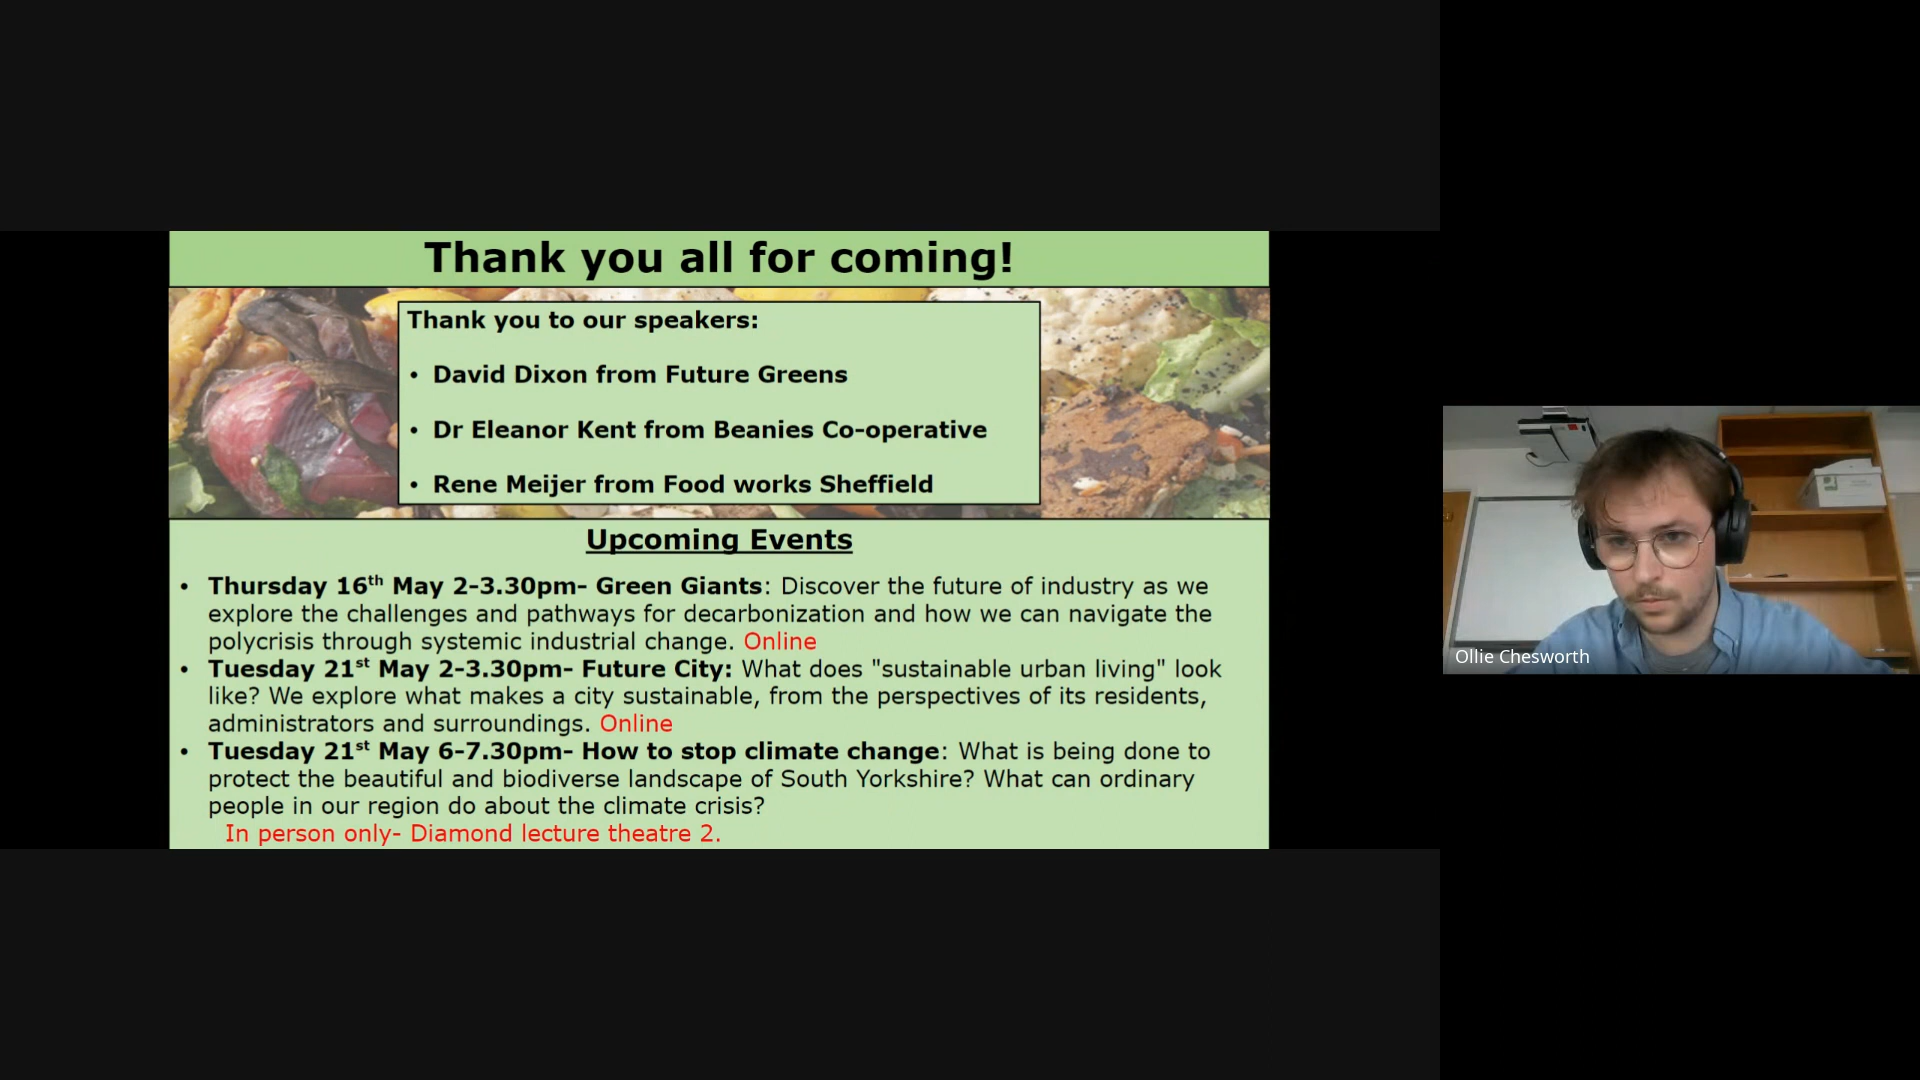 Thank you all for coming!
Thank you to our speakers:
• David Dixon from Future Greens
• Dr Eleanor Kent from Beanies Co-operative
• Rene Meijer from Food works Sheffield
Upcoming Events
• Thursday 16th May 2-3.30pm- Green Giants: Discover the future of industry as we
explore the challenges and pathways for decarbonization and how we can navigate the
polycrisis through systemic industrial change. Online
• Tuesday 21st May 2-3.30pm- Future City: What does "sustainable urban living" look
like? We explore what makes a city sustainable, from the perspectives of its residents,
administrators and surroundings. Online
• Tuesday 21st May 6-7.30pm- How to stop climate change: What is being done to
protect the beautiful and biodiverse landscape of South Yorkshire? What can ordinary
people in our region do about the climate crisis?
In person only- Diamond lecture theatre 2.
Ollie Chesworth